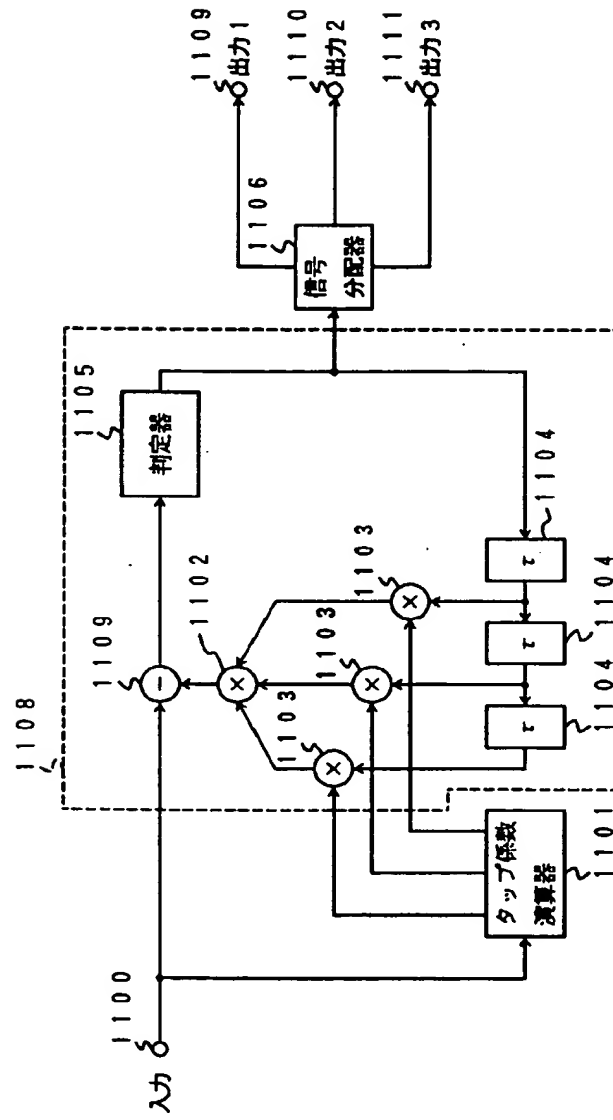 1100
入力
1108
1109
－
1102
×
1103
×
1103
×
1103
×
1105
判定器
1106
信号
分配器
1109
出力1
1110
出力2
1111
出力3
1104
τ
1104
τ
1104
τ
タップ係数
演算器
1101